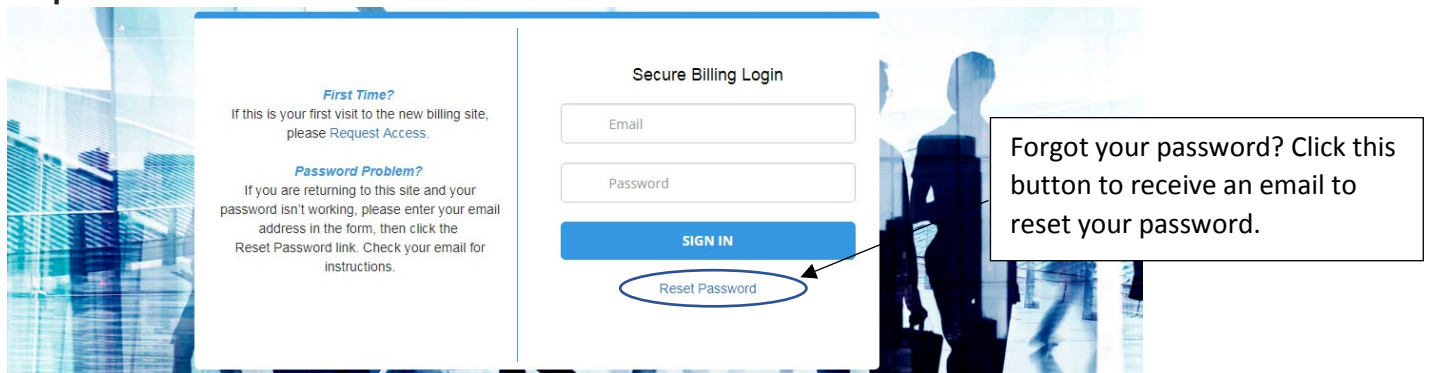 First Time?
If this is your first visit to the new billing site,
please Request Access.
Password Problem?
If you are returning to this site and your
password isn't working, please enter your email
address in the form, then click the
Reset Password link. Check your email for
instructions.
Secure Billing Login
Email
Password
SIGN IN
Reset Password
Forgot your password? Click this
button to receive an email to
reset your password.